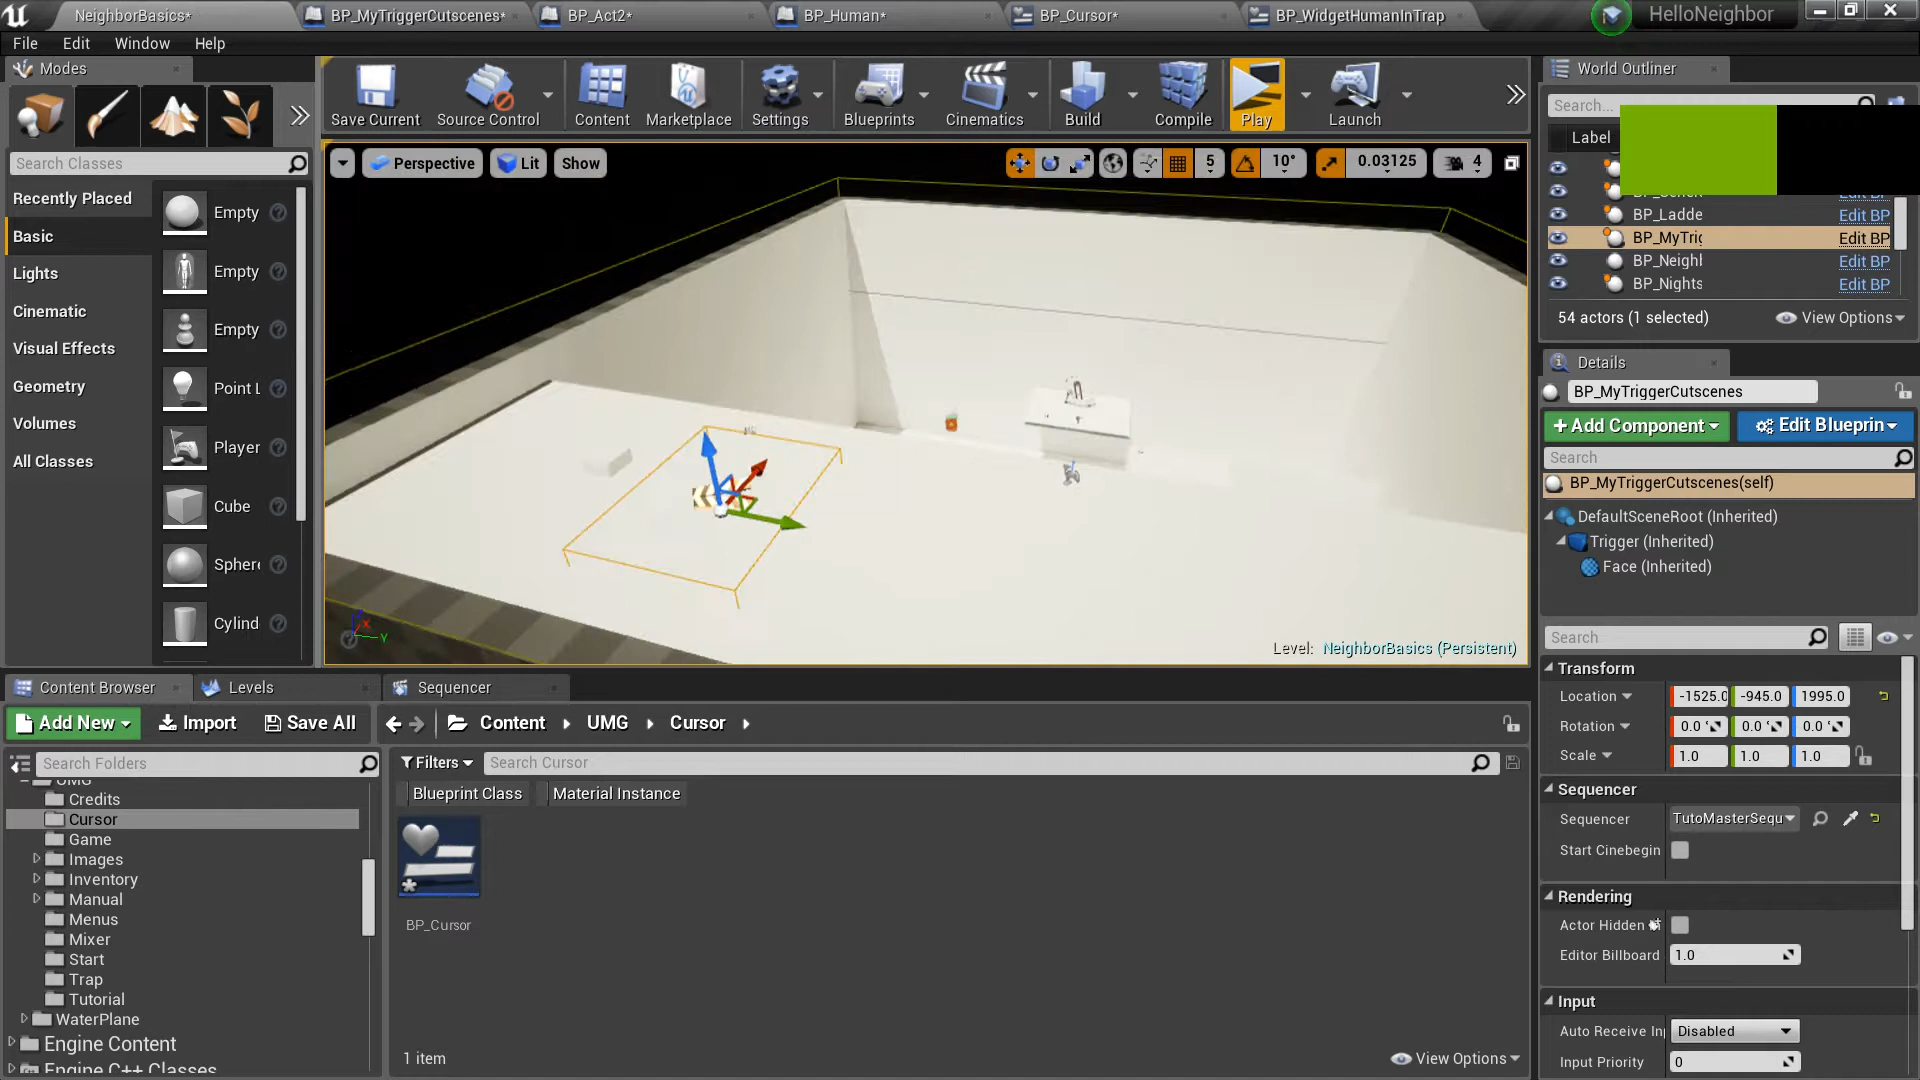 NeighborBasics*
BP_MyTriggerCutscenes*
BP_Act2*
BP_Human*
BP_Cursor*
BP_WidgetHumanInTrap
HelloNeighbor
File
Edit
Window
Help
Modes
Search Classes
Recently Placed
Basic
Lights
Cinematic
Visual Effects
Geometry
Volumes
All Classes
Empty
Empty
Empty
Point L
Player
Cube
Sphere
Cylind
Save Current
Source Control
Content
Marketplace
Settings
Blueprints
Cinematics
Build
Compile
Play
Launch
Perspective
Lit
Show
5
10°
0.03125
4
X
Y
Level: NeighborBasics (Persistent)
World Outliner
Search...
Label
BP_Ladde Edit BP
BP_MyTrig Edit BP
BP_Neighl Edit BP
BP_Nights Edit BP
54 actors (1 selected)
View Options
Details
BP_MyTriggerCutscenes
+ Add Component
Edit Blueprin
Search
BP_MyTriggerCutscenes(self)
DefaultSceneRoot (Inherited)
Trigger (Inherited)
Face (Inherited)
Search
Transform
Location -1525.0 -945.0 1995.0
Rotation 0.0 ° 0.0 ° 0.0 °
Scale 1.0 1.0 1.0
Sequencer
Sequencer TutoMasterSequ
Start Cinebegin
Rendering
Actor Hidden
Editor Billboard 1.0
Input
Auto Receive In Disabled
Input Priority 0
Content Browser
Levels
Sequencer
Add New
Import
Save All
Content
UMG
Cursor
Search Folders
UMG
Credits
Cursor
Game
Images
Inventory
Manual
Menus
Mixer
Start
Trap
Tutorial
WaterPlane
Engine Content
Engine C++ Classes
Filters
Search Cursor
Blueprint Class
Material Instance
BP_Cursor
1 item
View Options